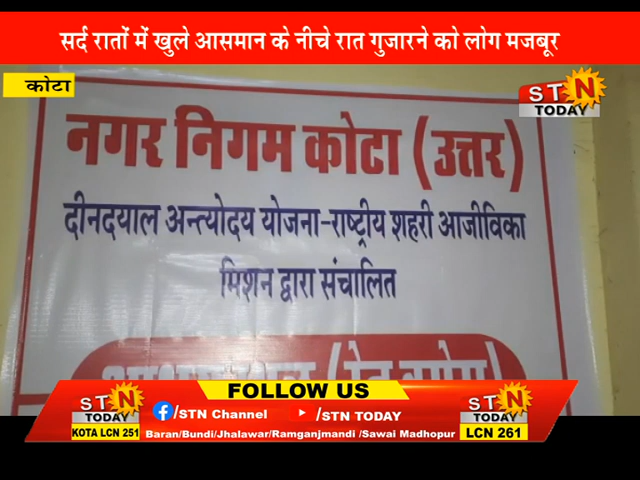 सर्द रातों में खुले आसमान के नीचे रात गुजारने को लोग मजबूर
कोटा
STN
TODAY
नगर निगम कोटा (उत्तर)
दीनदयाल अन्त्योदय योजना-राष्ट्रीय शहरी आजीविका
मिशन द्वारा संचालित
FOLLOW US
STN
TODAY
KOTA LCN 251
/STN Channel
/STN TODAY
Baran/Bundi/Jhalawar/Ramganjmandi /Sawai Madhopur
STN
TODAY
LCN 261